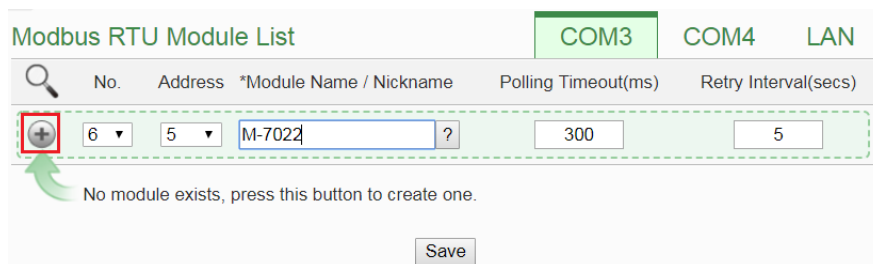 Modbus RTU Module List COM3 COM4 LAN
No. Address *Module Name / Nickname Polling Timeout(ms) Retry Interval(secs)
6 5 M-7022 ? 300 5
No module exists, press this button to create one.
Save